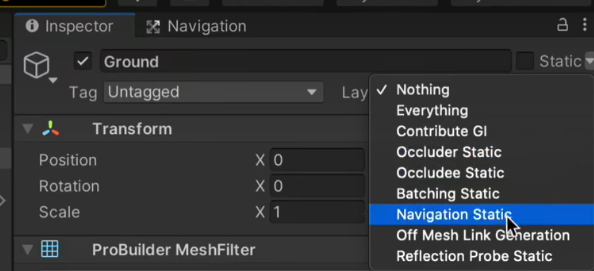 Inspector Navigation
Ground Static
Tag Untagged Lay
Nothing
Everything
Contribute GI
Occluder Static
Occludee Static
Batching Static
Navigation Static
Off Mesh Link Generation
Reflection Probe Static
Transform
Position X 0
Rotation X 0
Scale X 1
ProBuilder MeshFilter